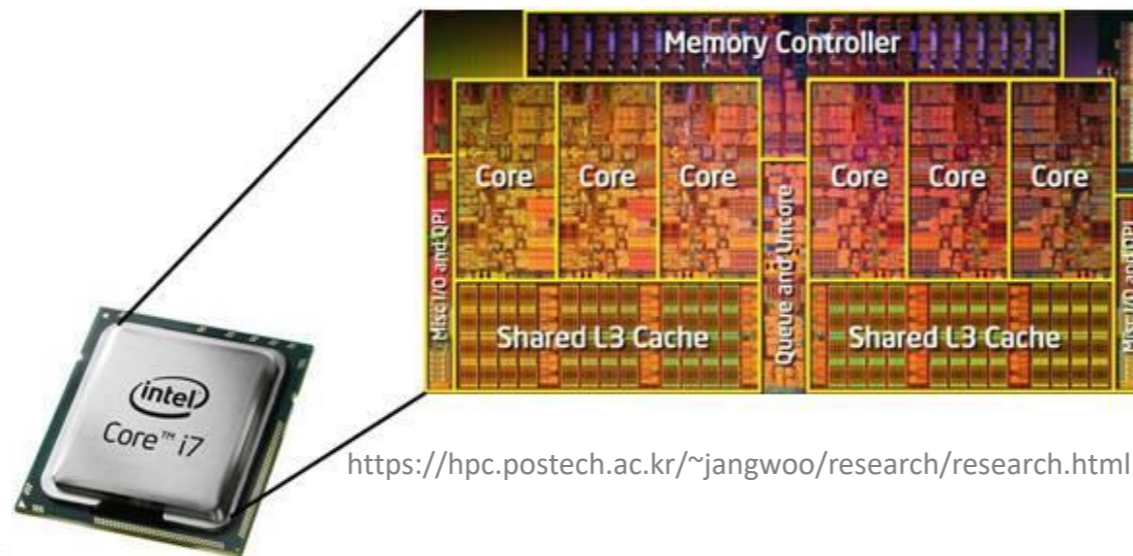 Memory Controller
Core Core Core Core Core Core
Misc I/O and QPI
Queue and Uncore
Misc I/O and QPI
Shared L3 Cache Shared L3 Cache
intel
Core™ i7
https://hpc.postech.ac.kr/~jangwoo/research/research.html